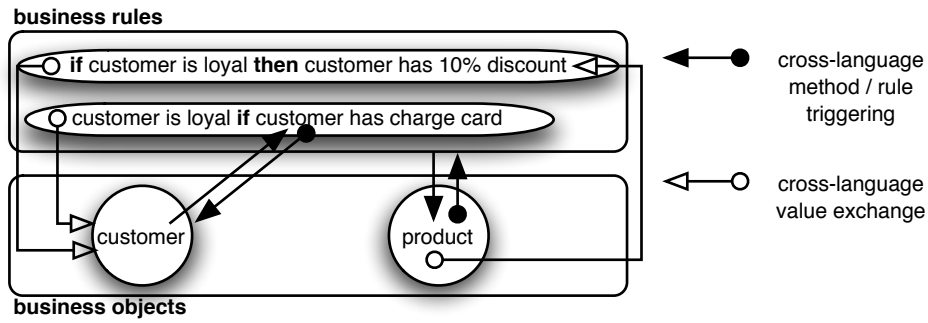 business rules
if customer is loyal then customer has 10% discount
customer is loyal if customer has charge card
customer
product
business objects
cross-language
method / rule
triggering
cross-language
value exchange